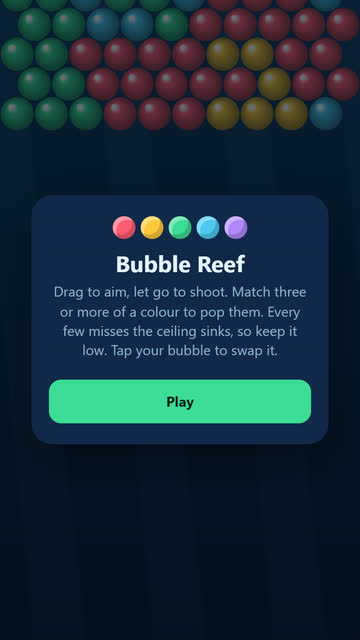 Bubble Reef
Drag to aim, let go to shoot. Match three
or more of a colour to pop them. Every
few misses the ceiling sinks, so keep it
low. Tap your bubble to swap it.
Play